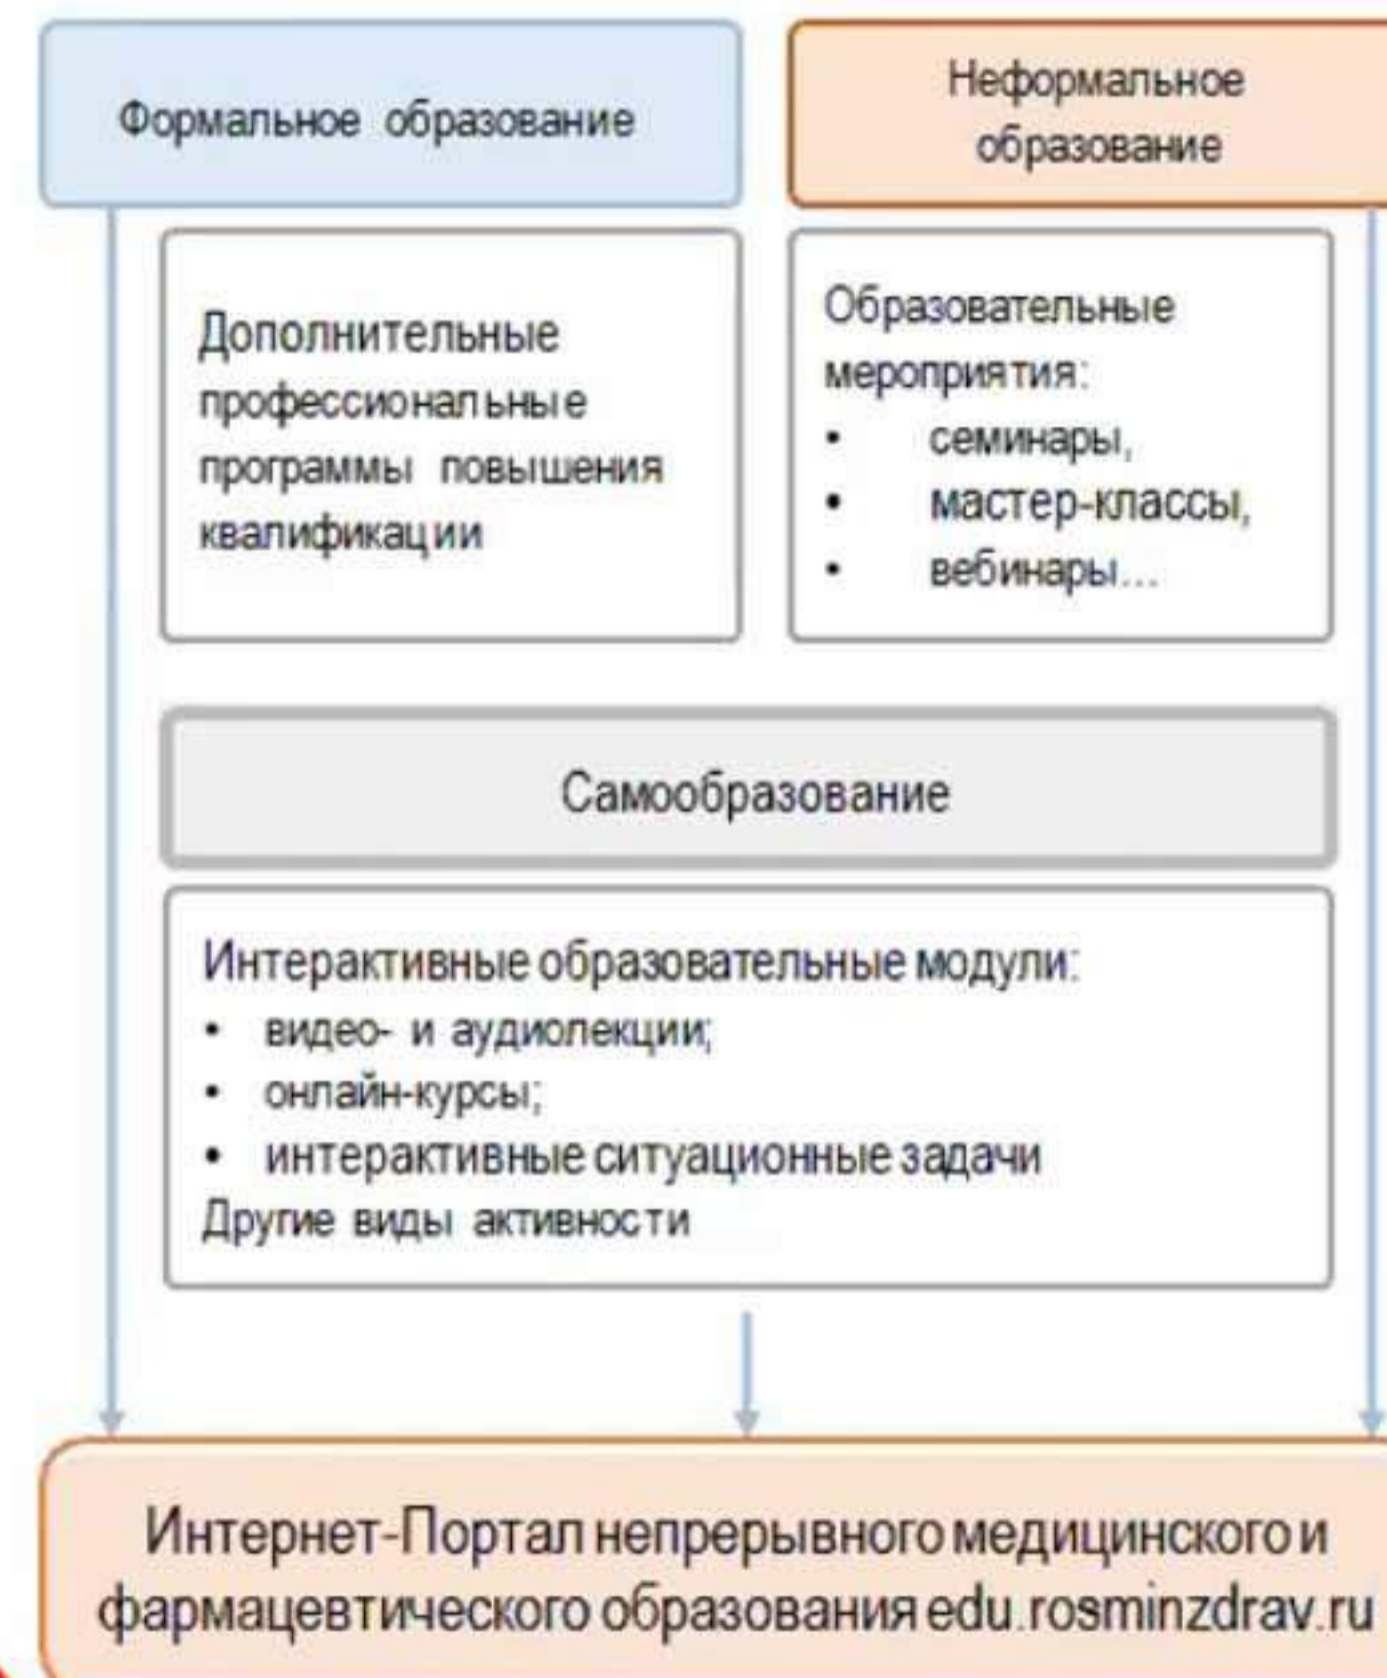 Формальное образование
Неформальное
образование
Дополнительные
профессиональные
программы повышения
квалификации
Образовательные
мероприятия:
• семинары,
• мастер-классы,
• вебинары...
Самообразование
Интерактивные образовательные модули:
• видео- и аудиолекции;
• онлайн-курсы;
• интерактивные ситуационные задачи
Другие виды активности
Интернет-Портал непрерывного медицинского и
фармацевтического образования edu.rosminzdrav.ru